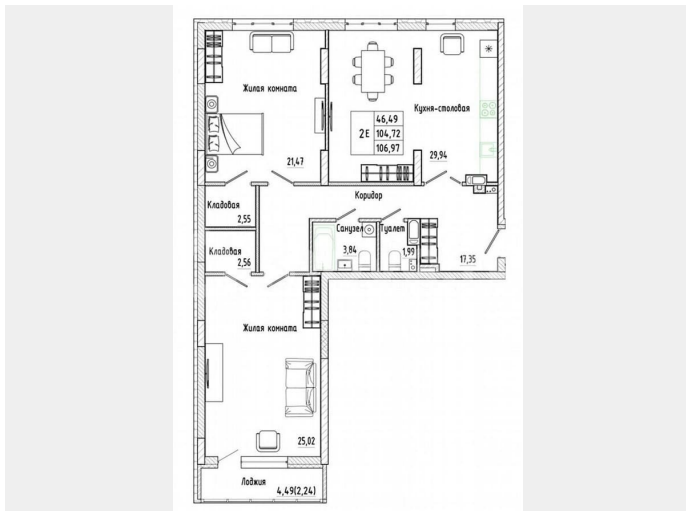 Жилая комната
21,47
2Е
46,49
104,72
106,97
Кухня-столовая
29,94
Кладовая
2,55
Коридор
Кладовая
2,56
Санузел
3,84
Туалет
1,99
17,35
Жилая комната
25,02
Лоджия
4,49(2,24)